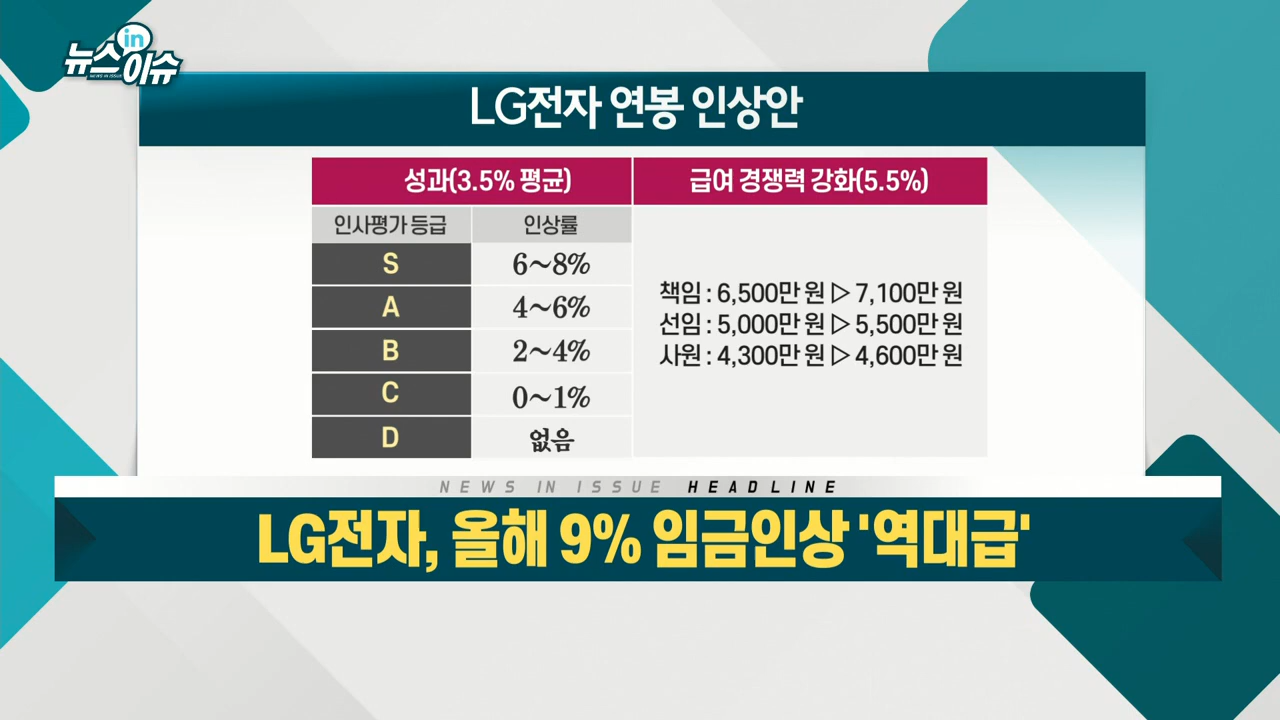 뉴스in이슈
NEWS IN ISSUE
LG전자 연봉 인상안
성과(3.5% 평균)
급여 경쟁력 강화(5.5%)
인사평가 등급
인상률
S
6~8%
A
4~6%
B
2~4%
C
0~1%
D
없음
책임 : 6,500만 원 ▷ 7,100만 원
선임 : 5,000만 원 ▷ 5,500만 원
사원 : 4,300만 원 ▷ 4,600만 원
NEWS IN ISSUE HEADLINE
LG전자, 올해 9% 임금인상 '역대급'